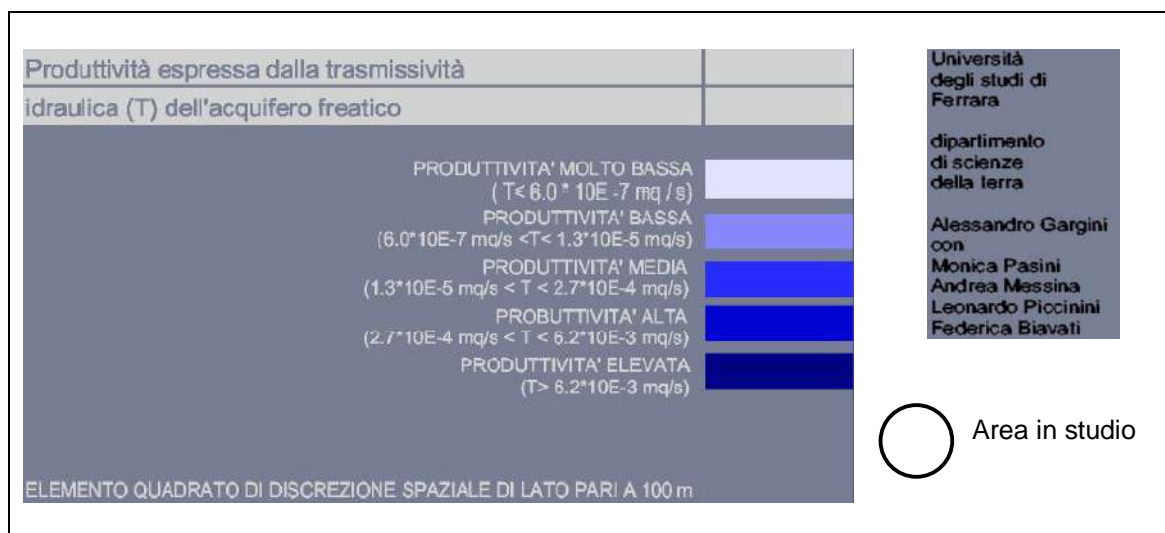 Produttività espressa dalla trasmissività
idraulica (T) dell'acquifero freatico
PRODUTTIVITA' MOLTO BASSA
( T< 6.0 * 10E -7 mq / s)
PRODUTTIVITA' BASSA
(6.0*10E-7 mq/s <T< 1.3*10E-5 mq/s)
PRODUTTIVITA' MEDIA
(1.3*10E-5 mq/s < T < 2.7*10E-4 mq/s)
PROBUTTIVITA' ALTA
(2.7*10E-4 mq/s < T < 6.2*10E-3 mq/s)
PRODUTTIVITA' ELEVATA
(T> 6.2*10E-3 mq/s)
ELEMENTO QUADRATO DI DISCREZIONE SPAZIALE DI LATO PARI A 100 m
Università
degli studi di
Ferrara
dipartimento
di scienze
della terra
Alessandro Gargini
con
Monica Pasini
Andrea Messina
Leonardo Piccinini
Federica Biavati
Area in studio